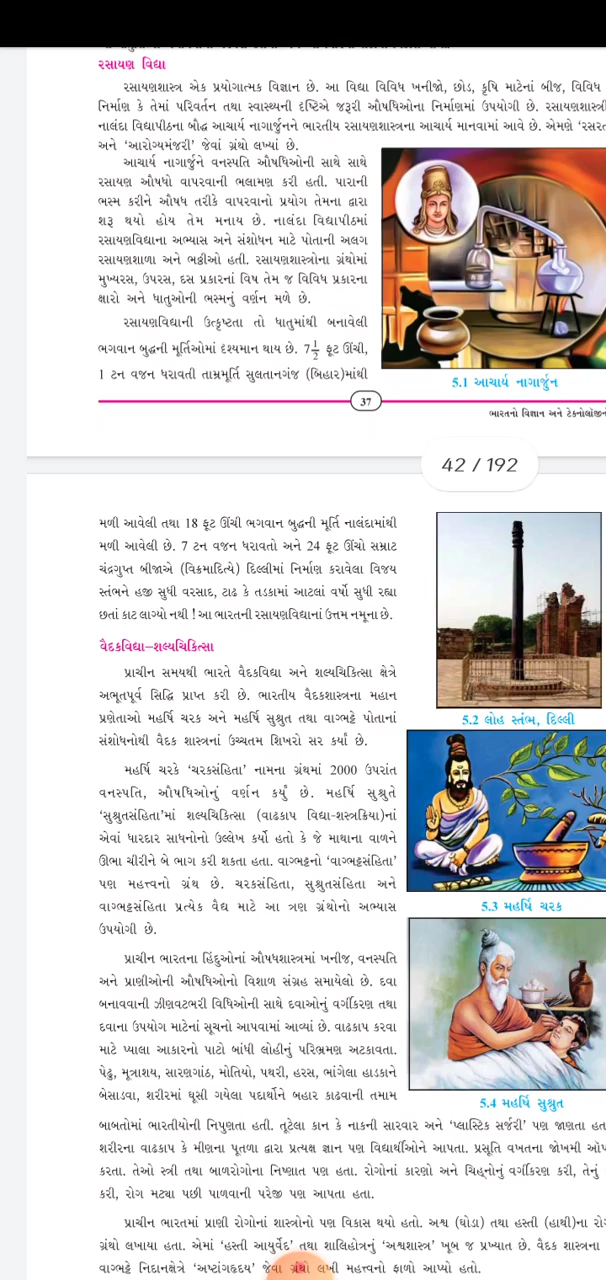 રસાયણ વિદ્યા
રસાયણશાસ્ત્ર એક પ્રયોગાત્મક વિજ્ઞાન છે. આ વિદ્યા વિવિધ ખનીજો, છોડ, કૃષિ માટેનાં બીજ, વિવિધ
નિર્માણ કે તેમાં પરિવર્તન તથા સ્વાસ્થ્યની દૃષ્ટિએ જરૂરી ઔષધિઓના નિર્માણમાં ઉપયોગી છે.
નાલંદા વિદ્યાપીઠના બૌદ્ધ આચાર્ય નાગાર્જુનને ભારતીય રસાયણશાસ્ત્રના આચાર્ય માનવામાં આવે છે. એમણે
અને ‘આરોગ્યમંજરી’ જેવાં ગ્રંથો લખ્યાં છે.
આચાર્ય નાગાર્જુને વનસ્પતિ ઔષધિઓની સાથે સાથે
રસાયણ ઔષધો વાપરવાની ભલામણ કરી હતી. પારાની
ભસ્મ કરીને ઔષધ તરીકે વાપરવાનો પ્રયોગ તેમના દ્વારા
શરૂ થયો હોય તેમ મનાય છે. નાલંદા વિદ્યાપીઠમાં
રસાયણવિદ્યાના અભ્યાસ અને સંશોધન માટે પોતાની અલગ
રસાયણશાળા અને ભઠ્ઠીઓ હતી. રસાયણશાસ્ત્રોના ગ્રંથોમાં
મુખ્યરસ, ઉપરસ, દસ પ્રકારનાં વિષ તેમ જ વિવિધ પ્રકારના
ક્ષારો અને ધાતુઓની ભસ્મનું વર્ણન મળે છે.
રસાયણવિદ્યાની ઉત્કૃષ્ટતા તો ધાતુમાંથી બનાવેલી
ભગવાન બુદ્ધની મૂર્તિઓમાં દૃશ્યમાન થાય છે. 7½ ફૂટ ઊંચી,
1 ટન વજન ધરાવતી તામ્રમૂર્તિ સુલતાનગંજ (બિહાર)માંથી
5.1 આચાર્ય નાગાર્જુન
37
ભારતનો વિજ્ઞાન અને ટેક્નોલૉજીનો
42 / 192
મળી આવેલી તથા 18 ફૂટ ઊંચી ભગવાન બુદ્ધની મૂર્તિ નાલંદામાંથી
મળી આવેલી છે. 7 ટન વજન ધરાવતો અને 24 ફૂટ ઊંચો સમ્રાટ
ચંદ્રગુપ્ત બીજાએ (વિક્રમાદિત્યે) દિલ્લીમાં નિર્માણ કરાવેલા વિજય
સ્તંભને હજી સુધી વરસાદ, ટાઢ કે તડકામાં આટલાં વર્ષો સુધી રહ્યા
છતાં કાટ લાગ્યો નથી ! આ ભારતની રસાયણવિદ્યાનાં ઉત્તમ નમૂના છે.
5.2 લોહ સ્તંભ, દિલ્લી
વૈદકવિદ્યા–શલ્યચિકિત્સા
પ્રાચીન સમયથી ભારતે વૈદકવિદ્યા અને શલ્યચિકિત્સા ક્ષેત્રે
અભૂતપૂર્વ સિદ્ધિ પ્રાપ્ત કરી છે. ભારતીય વૈદકશાસ્ત્રના મહાન
પ્રણેતાઓ મહર્ષિ ચરક અને મહર્ષિ સુશ્રુત તથા વાગ્ભટ્ટે પોતાનાં
સંશોધનોથી વૈદક શાસ્ત્રનાં ઉચ્ચતમ શિખરો સર કર્યાં છે.
મહર્ષિ ચરકે ‘ચરકસંહિતા’ નામના ગ્રંથમાં 2000 ઉપરાંત
વનસ્પતિ, ઔષધિઓનું વર્ણન કર્યું છે. મહર્ષિ સુશ્રુતે
‘સુશ્રુતસંહિતા’માં શલ્યચિકિત્સા (વાઢકાપ વિદ્યા-શસ્ત્રક્રિયા)નાં
એવાં ધારદાર સાધનોનો ઉલ્લેખ કર્યો હતો કે જે માથાના વાળને
ઊભા ચીરીને બે ભાગ કરી શકતા હતા. વાગ્ભટ્ટનો ‘વાગ્ભટ્ટસંહિતા’
પણ મહત્ત્વનો ગ્રંથ છે. ચરકસંહિતા, સુશ્રુતસંહિતા અને
વાગ્ભટ્ટસંહિતા પ્રત્યેક વૈદ્ય માટે આ ત્રણ ગ્રંથોનો અભ્યાસ
ઉપયોગી છે.
5.3 મહર્ષિ ચરક
પ્રાચીન ભારતના હિંદુઓનાં ઔષધશાસ્ત્રમાં ખનીજ, વનસ્પતિ
અને પ્રાણીઓની ઔષધિઓનો વિશાળ સંગ્રહ સમાયેલો છે. દવા
બનાવવાની ઝીણવટભરી વિધિઓની સાથે દવાઓનું વર્ગીકરણ તથા
દવાના ઉપયોગ માટેનાં સૂચનો આપવામાં આવ્યાં છે. વાઢકાપ કરવા
માટે પ્યાલા આકારનો પાટો બાંધી લોહીનું પરિભ્રમણ અટકાવતા.
પેઢુ, મૂત્રાશય, સારણગાંઠ, મોતિયો, પથરી, હરસ, ભાંગેલા હાડકાને
બેસાડવા, શરીરમાં ઘૂસી ગયેલા પદાર્થોને બહાર કાઢવાની તમામ
5.4 મહર્ષિ સુશ્રુત
બાબતોમાં ભારતીયોની નિપુણતા હતી. તૂટેલા કાન કે નાકની સારવાર અને ‘પ્લાસ્ટિક સર્જરી’ પણ જાણતા
શરીરના વાઢકાપ કે મીણના પૂતળા દ્વારા પ્રત્યક્ષ જ્ઞાન પણ વિદ્યાર્થીઓને આપતા. પ્રસૂતિ વખતના જોખમી
કરતા. તેઓ સ્ત્રી તથા બાળરોગોના નિષ્ણાત પણ હતા. રોગોનાં કારણો અને ચિહ્નોનું વર્ગીકરણ કરી, તેનું
કરી, રોગ મટ્યા પછી પાળવાની પરેજી પણ આપતા હતા.
પ્રાચીન ભારતમાં પ્રાણી રોગોનાં શાસ્ત્રોનો પણ વિકાસ થયો હતો. અશ્વ (ઘોડા) તથા હસ્તી (હાથી)ના
ગ્રંથો લખાયા હતા. એમાં ‘હસ્તી આયુર્વેદ’ તથા શાલિહોત્રનું ‘અશ્વશાસ્ત્ર’ ખૂબ જ પ્રખ્યાત છે. વૈદક શાસ્ત્રના
વાગ્ભટ્ટે નિદાનક્ષેત્રે ‘અષ્ટાંગહૃદય’ જેવા ગ્રંથો લખી મહત્ત્વનો ફાળો આપ્યો હતો.